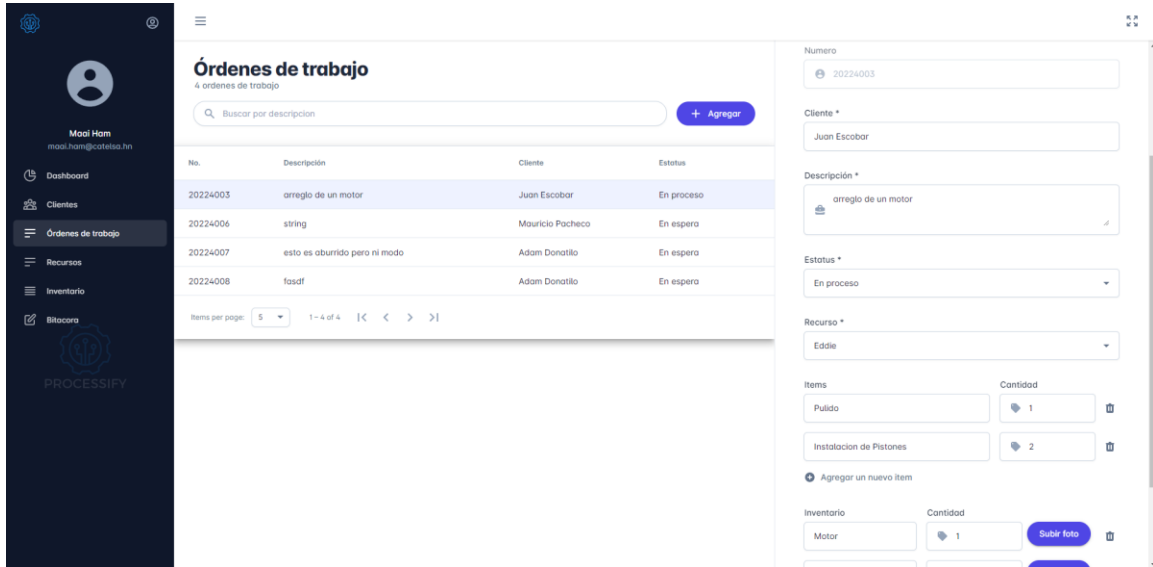 Maai Ham
maai.ham@catelsa.hn
Dashboard
Clientes
Órdenes de trabajo
Recursos
Inventario
Bitacora
PROCESSIFY
Órdenes de trabajo
4 ordenes de trabajo
Buscar por descripcion
Agregar
No. Descripción Cliente Estatus
20224003 arreglo de un motor Juan Escobar En proceso
20224006 string Mauricio Pacheco En espera
20224007 esto es aburrido pero ni modo Adam Donatilo En espera
20224008 fasdf Adam Donatilo En espera
Items per page: 5 1 – 4 of 4
Numero
20224003
Cliente *
Juan Escobar
Descripción *
arreglo de un motor
Estatus *
En proceso
Recurso *
Eddie
Items Cantidad
Pulido 1
Instalacion de Pistones 2
Agregar un nuevo item
Inventario Cantidad
Motor 1 Subir foto